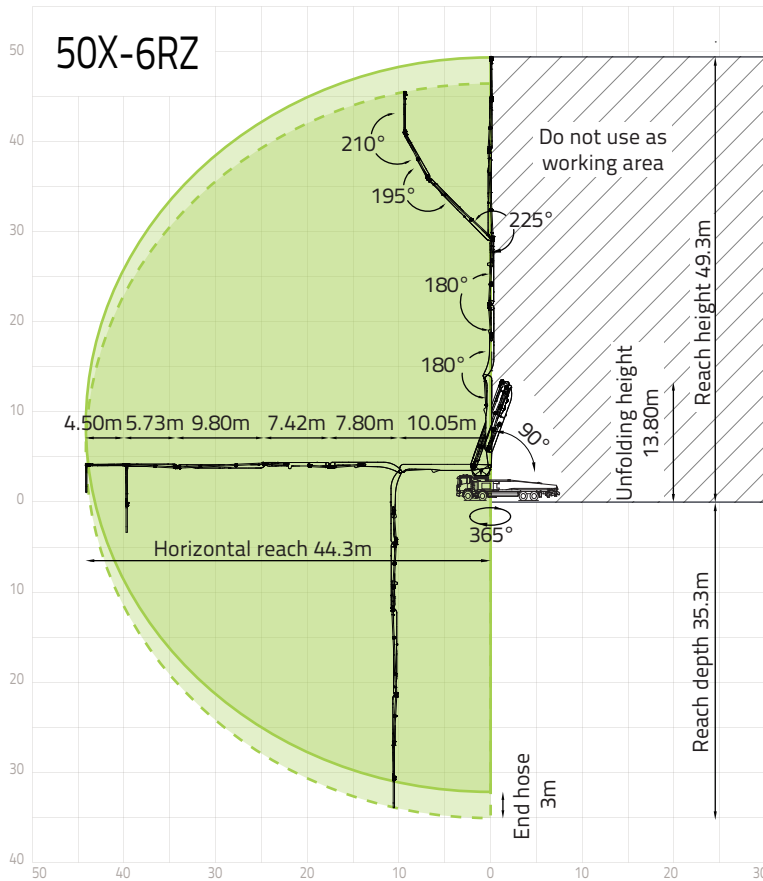 50X-6RZ
50
40
30
20
10
0
10
20
30
40
50
40
30
20
10
0
10
20
30
210°
195°
225°
180°
180°
90°
365°
Do not use as
working area
Reach height 49.3m
Unfolding height
13.80m
4.50m
5.73m
9.80m
7.42m
7.80m
10.05m
Horizontal reach 44.3m
Reach depth 35.3m
End hose
3m